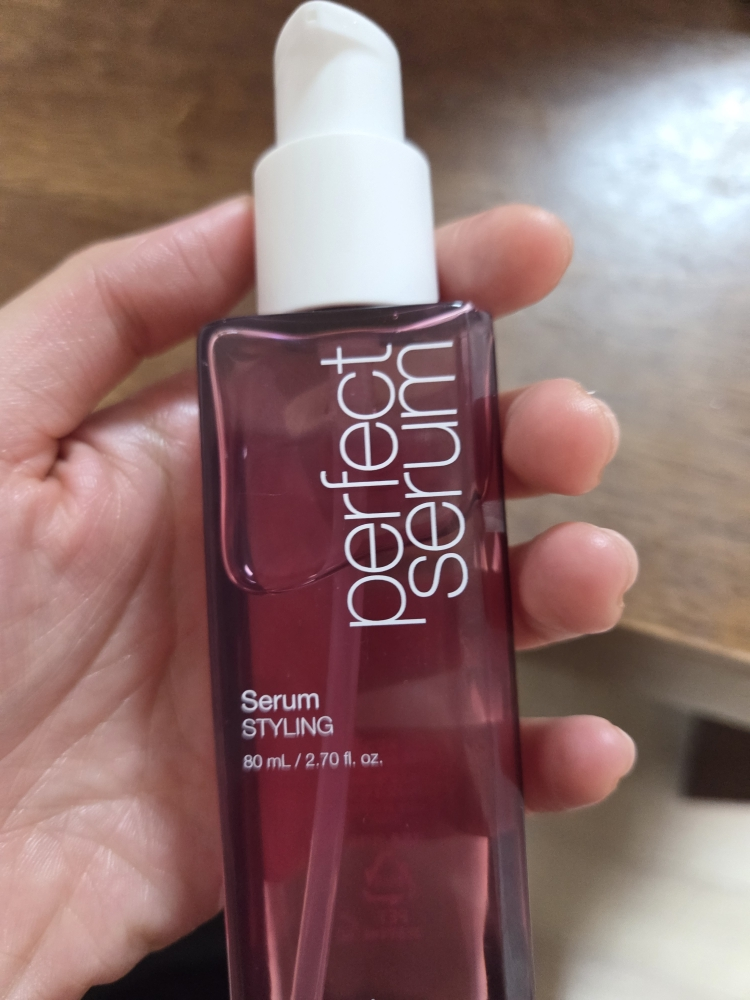 perfect
serum
Serum
STYLING
80 mL / 2.70 fl. oz.